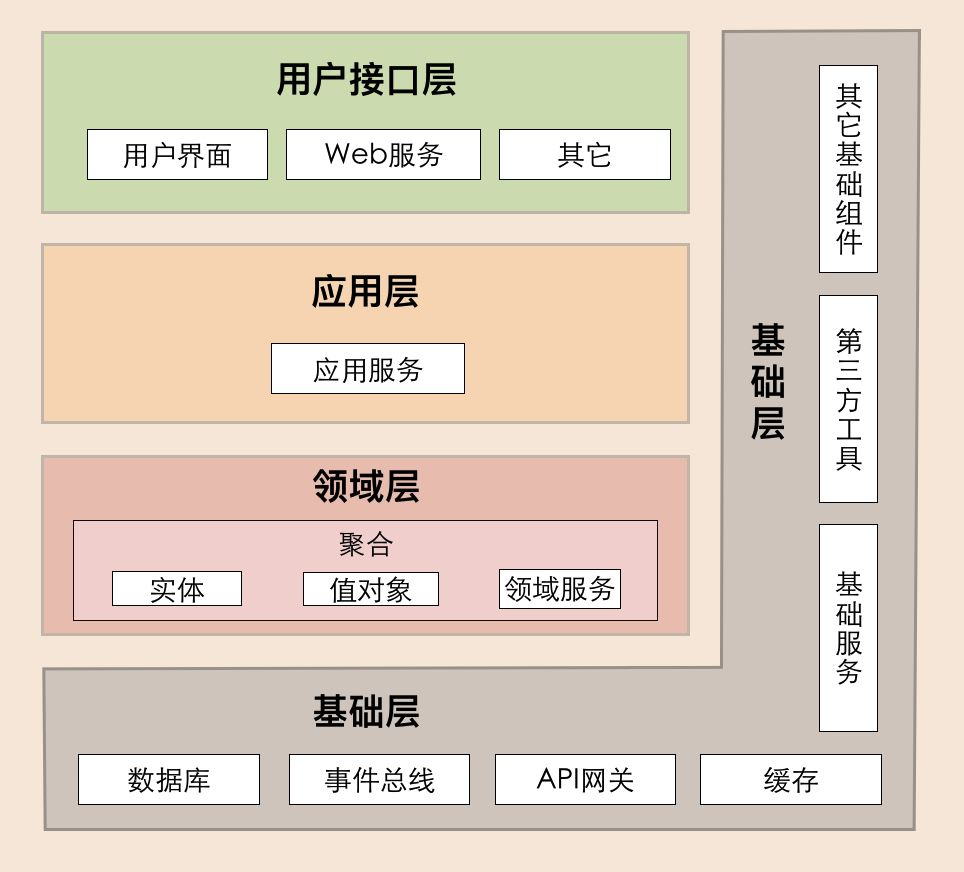 用户接口层
用户界面
Web服务
其它
应用层
应用服务
领域层
聚合
实体
值对象
领域服务
基础层
其它基础组件
第三方工具
基础服务
基础层
数据库
事件总线
API网关
缓存